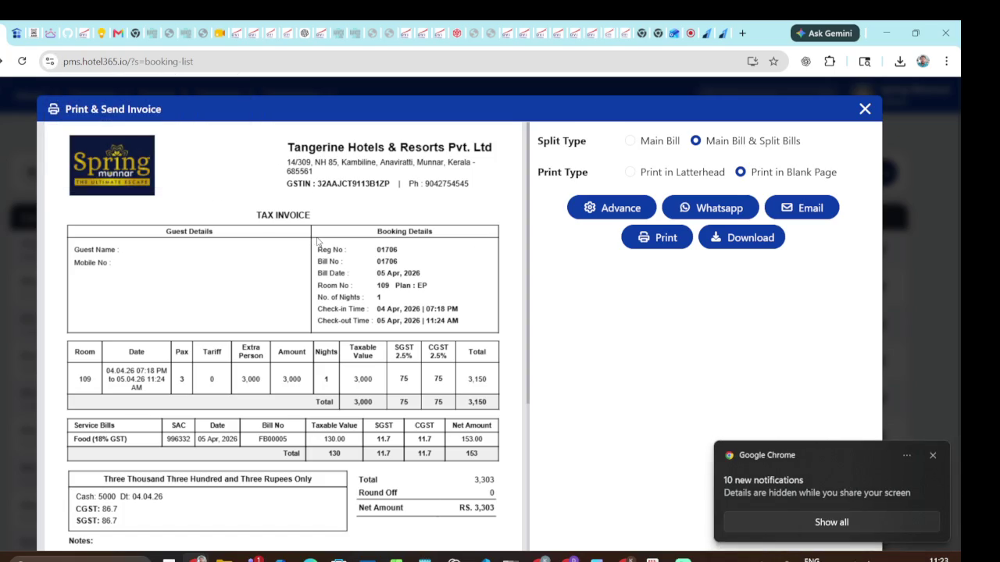 Ask Gemini
pms.hotel365.io/?s=booking-list
Print & Send Invoice
Spring
munnar
THE ULTIMATE ESCAPE
Tangerine Hotels & Resorts Pvt. Ltd
14/309, NH 85, Kambiline, Anaviratti, Munnar, Kerala -
685561
GSTIN : 32AAJCT9113B1ZP | Ph : 9042754545
TAX INVOICE
Guest Details
Guest Name :
Mobile No :
Booking Details
Reg No : 01706
Bill No : 01706
Bill Date : 05 Apr, 2026
Room No : 109 Plan : EP
No. of Nights : 1
Check-in Time : 04 Apr, 2026 | 07:18 PM
Check-out Time : 05 Apr, 2026 | 11:24 AM
Room Date Pax Tariff Extra Person Amount Nights Taxable Value SGST 2.5% CGST 2.5% Total
109 04.04.26 07:18 PM to 05.04.26 11:24 AM 3 0 3,000 3,000 1 3,000 75 75 3,150
Total 3,000 75 75 3,150
Service Bills SAC Date Bill No Taxable Value SGST CGST Net Amount
Food (18% GST) 996332 05 Apr, 2026 FB00005 130.00 11.7 11.7 153.00
Total 130 11.7 11.7 153
Three Thousand Three Hundred and Three Rupees Only
Cash: 5000 Dt: 04.04.26
CGST: 86.7
SGST: 86.7
Total 3,303
Round Off 0
Net Amount RS. 3,303
Notes:
Split Type Main Bill Main Bill & Split Bills
Print Type Print in Latterhead Print in Blank Page
Advance Whatsapp Email
Print Download
Google Chrome
10 new notifications
Details are hidden while you share your screen
Show all
ENG 11:23